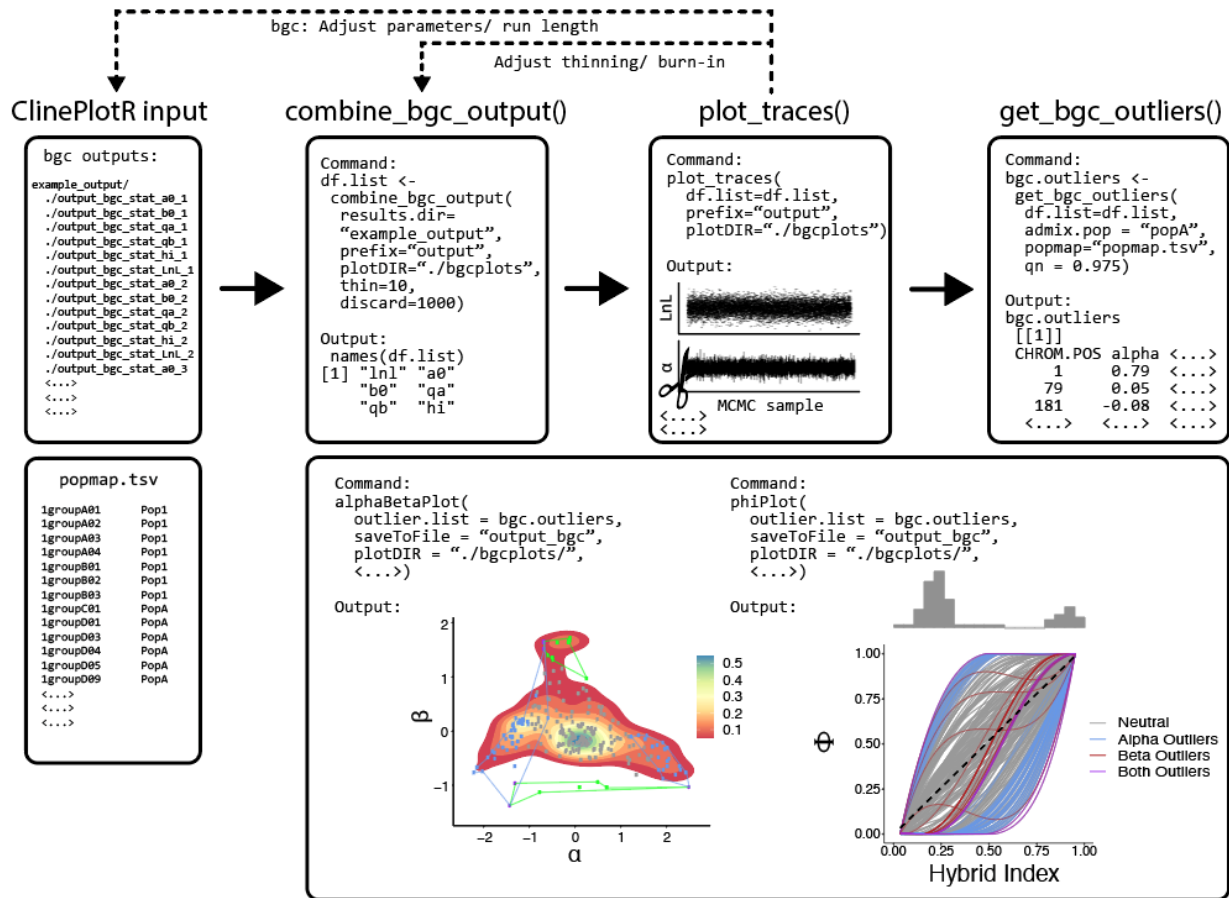 bgc: Adjust parameters/ run length
Adjust thinning/ burn-in
ClinePlotR input
bgc outputs:
example_output/
./output_bgc_stat_a0_1
./output_bgc_stat_b0_1
./output_bgc_stat_qa_1
./output_bgc_stat_qb_1
./output_bgc_stat_hi_1
./output_bgc_stat_LnL_1
./output_bgc_stat_a0_2
./output_bgc_stat_b0_2
./output_bgc_stat_qa_2
./output_bgc_stat_qb_2
./output_bgc_stat_hi_2
./output_bgc_stat_LnL_2
./output_bgc_stat_a0_3
<...>
<...>
<...>
combine_bgc_output()
Command:
df.list <-
combine_bgc_output(
results.dir=
“example_output”,
prefix=“output”,
plotDIR=“./bgcplots”,
thin=10,
discard=1000)
Output:
names(df.list)
[1] "lnl" "a0"
"b0" "qa"
"qb" "hi"
plot_traces()
Command:
plot_traces(
df.list=df.list,
prefix=“output”,
plotDIR=“./bgcplots”)
Output:
LnL
α
MCMC sample
<...>
<...>
get_bgc_outliers()
Command:
bgc.outliers <-
get_bgc_outliers(
df.list=df.list,
admix.pop = “popA”,
popmap=“popmap.tsv”,
qn = 0.975)
Output:
bgc.outliers
[[1]]
CHROM.POS alpha <...>
1 0.79 <...>
79 0.05 <...>
181 -0.08 <...>
<...> <...> <...>
popmap.tsv
1groupA01 Pop1
1groupA02 Pop1
1groupA03 Pop1
1groupA04 Pop1
1groupB01 Pop1
1groupB02 Pop1
1groupB03 Pop1
1groupC01 PopA
1groupD01 PopA
1groupD03 PopA
1groupD04 PopA
1groupD05 PopA
1groupD09 PopA
<...>
<...>
<...>
Command:
alphaBetaPlot(
outlier.list = bgc.outliers,
saveToFile = “output_bgc”,
plotDIR = “./bgcplots/”,
<...>)
Output:
2
1
0
−1
β
−2 −1 0 1 2
α
0.5
0.4
0.3
0.2
0.1
Command:
phiPlot(
outlier.list = bgc.outliers,
saveToFile = “output_bgc”,
plotDIR = “./bgcplots/”,
<...>)
Output:
1.00
0.75
0.50
0.25
0.00
Φ
0.00 0.25 0.50 0.75 1.00
Hybrid Index
Neutral
Alpha Outliers
Beta Outliers
Both Outliers